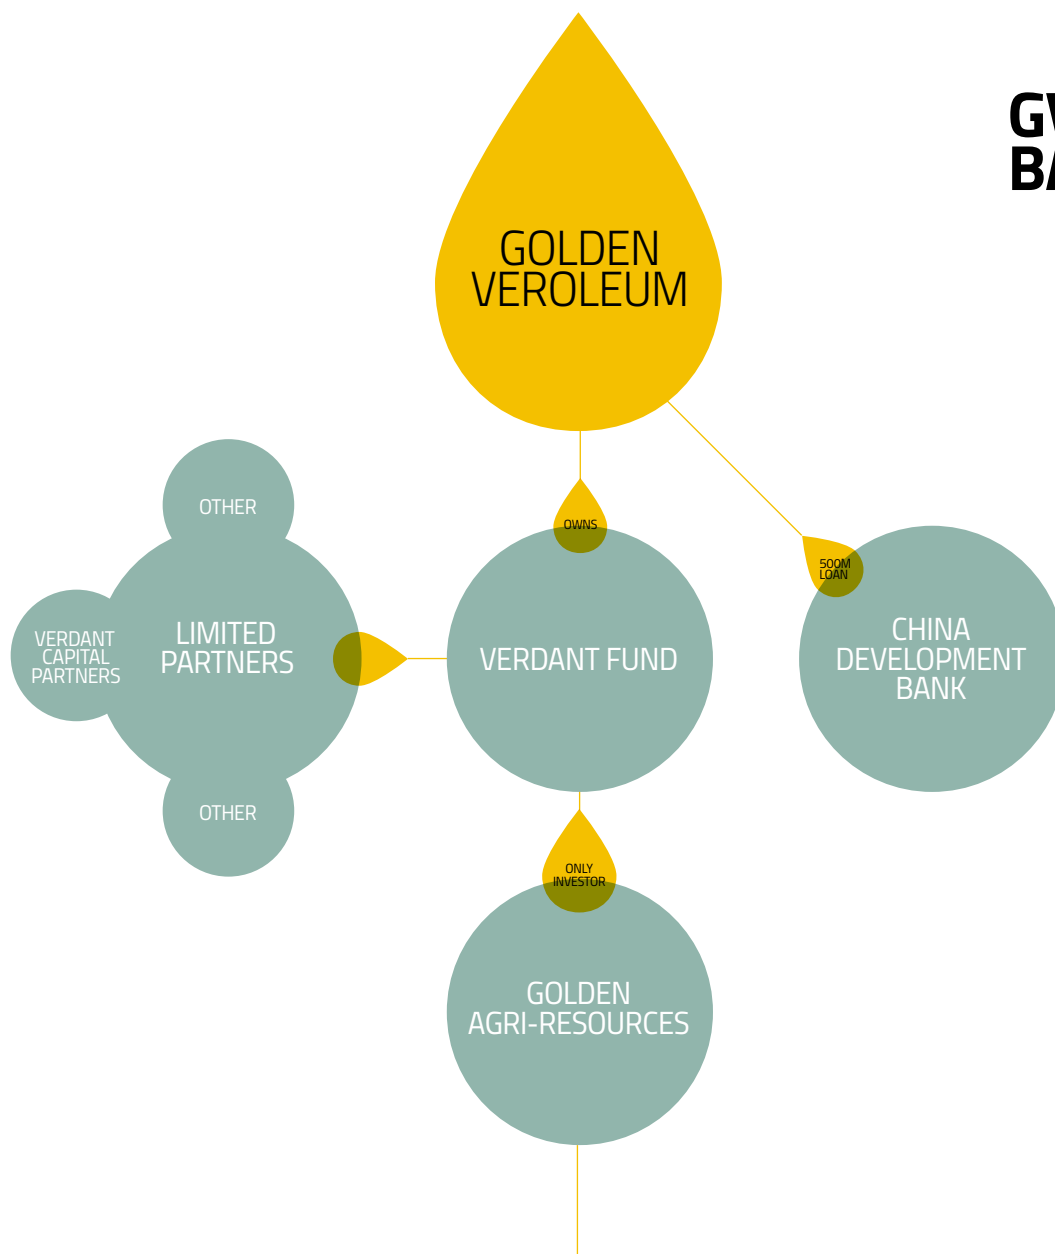 GOLDEN
VEROLEUM
OWNS
500M
LOAN
OTHER
VERDANT
CAPITAL
PARTNERS
LIMITED
PARTNERS
OTHER
VERDANT FUND
CHINA
DEVELOPMENT
BANK
ONLY
INVESTOR
GOLDEN
AGRI-RESOURCES